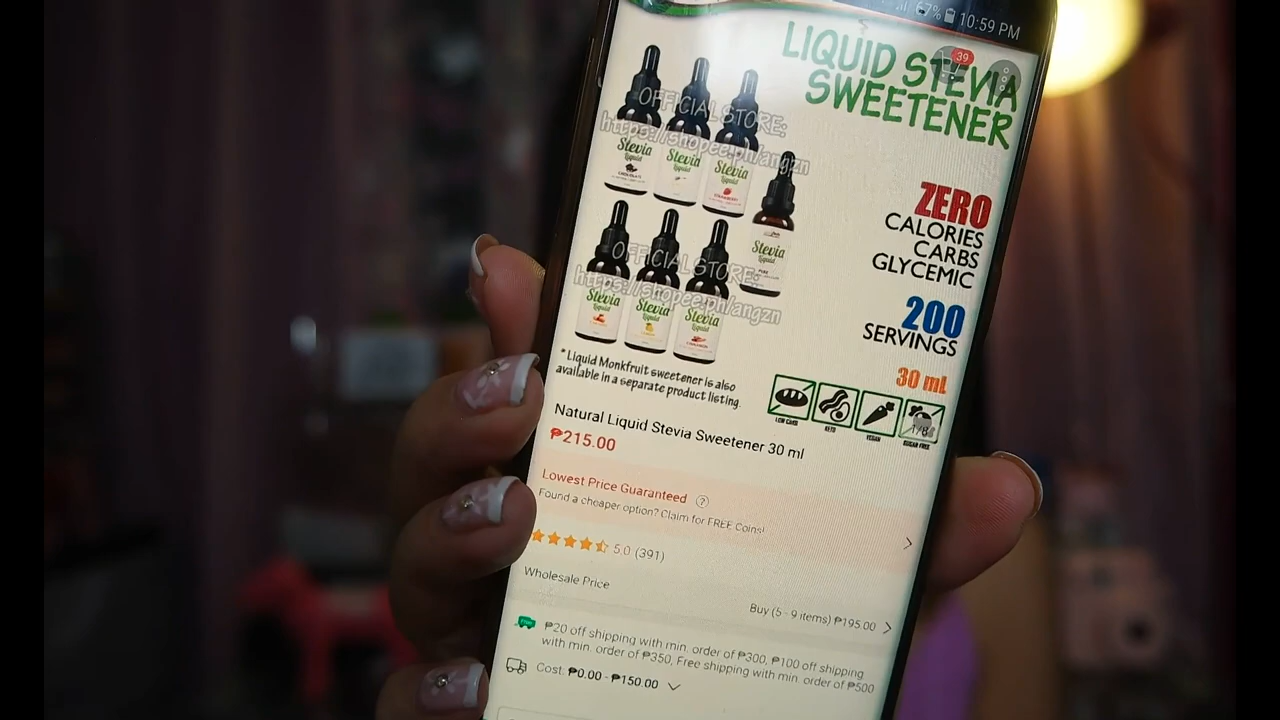 67% 10:59 PM
39
LIQUID STEVIA
SWEETENER
OFFICIAL STORE:
https://shopee.ph/angzn
Stevia
Liquid
CHOCOLATE
Stevia
Liquid
Stevia
Liquid
STRAWBERRY
Stevia
Liquid
PURE
OFFICIAL STORE:
https://shopee.ph/angzn
Stevia
Liquid
Stevia
Liquid
Stevia
Liquid
CINNAMON
ZERO
CALORIES
CARBS
GLYCEMIC
200
SERVINGS
30 mL
* Liquid Monkfruit sweetener is also
available in a separate product listing.
LOW CARB
KETO
VEGAN
SUGAR FREE
1/8
Natural Liquid Stevia Sweetener 30 ml
₱215.00
Lowest Price Guaranteed ?
Found a cheaper option? Claim for FREE Coins!
5.0 (391)
Wholesale Price
Buy (5 - 9 items) ₱195.00
₱20 off shipping with min. order of ₱300, ₱100 off shipping
with min. order of ₱350, Free shipping with min. order of ₱500
Cost: ₱0.00 - ₱150.00